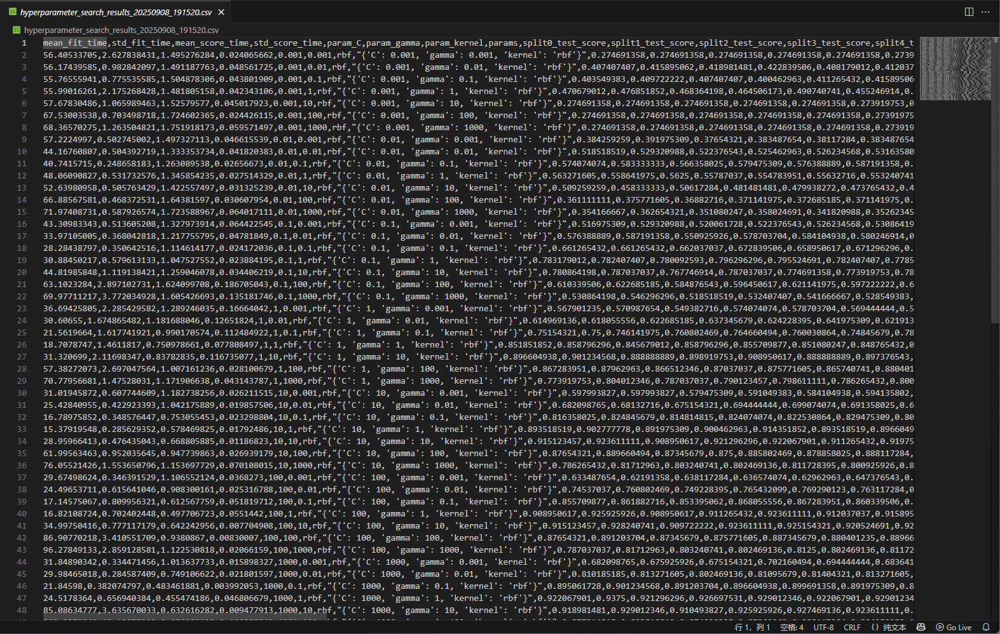 hyperparameter_search_results_20250908_191520.csv
hyperparameter_search_results_20250908_191520.csv
1 mean_fit_time,std_fit_time,mean_score_time,std_score_time,param_C,param_gamma,param_kernel,params,split0_test_score,split1_test_score,split2_test_score,split3_test_score,split4_t
2 56.40533705,2.627838431,1.495276284,0.024065662,0.001,0.001,rbf,"{'C': 0.001, 'gamma': 0.001, 'kernel': 'rbf'}",0.274691358,0.274691358,0.274691358,0.274691358,0.274691358,0.2739
3 56.17439585,0.982842097,1.491187763,0.048561725,0.001,0.01,rbf,"{'C': 0.001, 'gamma': 0.01, 'kernel': 'rbf'}",0.407407407,0.415895062,0.418981481,0.422839506,0.408179012,0.412037
4 55.76555941,0.775535585,1.504878306,0.043801909,0.001,0.1,rbf,"{'C': 0.001, 'gamma': 0.1, 'kernel': 'rbf'}",0.403549383,0.409722222,0.407407407,0.400462963,0.411265432,0.41589506
5 55.99016261,2.175268428,1.481805158,0.042343106,0.001,1,rbf,"{'C': 0.001, 'gamma': 1, 'kernel': 'rbf'}",0.470679012,0.476851852,0.468364198,0.464506173,0.490740741,0.455246914,0
6 57.67830486,1.065989463,1.52579577,0.045017923,0.001,10,rbf,"{'C': 0.001, 'gamma': 10, 'kernel': 'rbf'}",0.274691358,0.274691358,0.274691358,0.274691358,0.274691358,0.273919753,0
7 67.53003538,0.703498718,1.724602365,0.024426115,0.001,100,rbf,"{'C': 0.001, 'gamma': 100, 'kernel': 'rbf'}",0.274691358,0.274691358,0.274691358,0.274691358,0.274691358,0.27391975
8 68.36570275,1.263504821,1.751918173,0.059571497,0.001,1000,rbf,"{'C': 0.001, 'gamma': 1000, 'kernel': 'rbf'}",0.274691358,0.274691358,0.274691358,0.274691358,0.274691358,0.273919
9 57.2224997,0.502745002,1.497327113,0.046615539,0.01,0.001,rbf,"{'C': 0.01, 'gamma': 0.001, 'kernel': 'rbf'}",0.384259259,0.391975309,0.37654321,0.383487654,0.38117284,0.383487654
10 44.16760807,0.504392719,1.333353734,0.041820383,0.01,0.01,rbf,"{'C': 0.01, 'gamma': 0.01, 'kernel': 'rbf'}",0.518518519,0.529320988,0.522376543,0.525462963,0.526234568,0.53163580
11 40.7415715,0.248658183,1.263089538,0.02656673,0.01,0.1,rbf,"{'C': 0.01, 'gamma': 0.1, 'kernel': 'rbf'}",0.574074074,0.583333333,0.566358025,0.579475309,0.576388889,0.587191358,0
12 48.06090827,0.531732576,1.345854235,0.027514329,0.01,1,rbf,"{'C': 0.01, 'gamma': 1, 'kernel': 'rbf'}",0.563271605,0.558641975,0.5625,0.55787037,0.554783951,0.55632716,0.553240741
13 52.63980958,0.505763429,1.422557497,0.031325239,0.01,10,rbf,"{'C': 0.01, 'gamma': 10, 'kernel': 'rbf'}",0.509259259,0.458333333,0.50617284,0.481481481,0.479938272,0.473765432,0.4
14 66.88567581,0.468372531,1.64381597,0.030607954,0.01,100,rbf,"{'C': 0.01, 'gamma': 100, 'kernel': 'rbf'}",0.361111111,0.375771605,0.36882716,0.371141975,0.372685185,0.371141975,0.
15 71.97408731,0.587926574,1.723588967,0.064017111,0.01,1000,rbf,"{'C': 0.01, 'gamma': 1000, 'kernel': 'rbf'}",0.354166667,0.362654321,0.351080247,0.358024691,0.341820988,0.35262345
16 43.30983343,0.513605208,1.327973914,0.064422545,0.1,0.001,rbf,"{'C': 0.1, 'gamma': 0.001, 'kernel': 'rbf'}",0.516975309,0.529320988,0.520061728,0.522376543,0.526234568,0.53086419
17 33.97105005,0.368042818,1.217755795,0.04781849,0.1,0.01,rbf,"{'C': 0.1, 'gamma': 0.01, 'kernel': 'rbf'}",0.576388889,0.587191358,0.550925926,0.578703704,0.584104938,0.580246914,0
18 28.28438797,0.350642516,1.114614177,0.024172036,0.1,0.1,rbf,"{'C': 0.1, 'gamma': 0.1, 'kernel': 'rbf'}",0.661265432,0.661265432,0.662037037,0.672839506,0.658950617,0.671296296,0.
19 30.88450217,0.579613133,1.047527552,0.023884195,0.1,1,rbf,"{'C': 0.1, 'gamma': 1, 'kernel': 'rbf'}",0.783179012,0.782407407,0.780092593,0.796296296,0.795524691,0.782407407,0.7785
20 44.81985848,1.119138421,1.259046078,0.034406219,0.1,10,rbf,"{'C': 0.1, 'gamma': 10, 'kernel': 'rbf'}",0.780864198,0.787037037,0.767746914,0.787037037,0.774691358,0.773919753,0.78
21 63.1023284,2.897102731,1.624099708,0.186705043,0.1,100,rbf,"{'C': 0.1, 'gamma': 100, 'kernel': 'rbf'}",0.610339506,0.622685185,0.584876543,0.596450617,0.621141975,0.597222222,0.6
22 69.97711217,3.772034928,1.605426693,0.135181746,0.1,1000,rbf,"{'C': 0.1, 'gamma': 1000, 'kernel': 'rbf'}",0.530864198,0.546296296,0.518518519,0.532407407,0.541666667,0.528549383,
23 36.69425805,2.285429582,1.289246035,0.16664042,1,0.001,rbf,"{'C': 1, 'gamma': 0.001, 'kernel': 'rbf'}",0.567901235,0.570987654,0.549382716,0.574074074,0.578703704,0.569444444,0.5
24 30.60655,1.674865482,1.181688046,0.12651824,1,0.01,rbf,"{'C': 1, 'gamma': 0.01, 'kernel': 'rbf'}",0.614969136,0.618055556,0.622685185,0.637345679,0.624228395,0.641975309,0.621913
25 21.5619664,1.617741921,0.990170574,0.112484922,1,0.1,rbf,"{'C': 1, 'gamma': 0.1, 'kernel': 'rbf'}",0.75154321,0.75,0.746141975,0.760802469,0.764660494,0.760030864,0.74845679,0.78
26 18.7078747,1.4611817,0.750978661,0.077808497,1,1,rbf,"{'C': 1, 'gamma': 1, 'kernel': 'rbf'}",0.851851852,0.858796296,0.845679012,0.858796296,0.855709877,0.851080247,0.848765432,0
27 31.320699,2.11698347,0.83782835,0.116735077,1,10,rbf,"{'C': 1, 'gamma': 10, 'kernel': 'rbf'}",0.896604938,0.901234568,0.888888889,0.898919753,0.908950617,0.888888889,0.897376543,
28 57.38272073,2.697047564,1.007161236,0.028100679,1,100,rbf,"{'C': 1, 'gamma': 100, 'kernel': 'rbf'}",0.867283951,0.87962963,0.866512346,0.87037037,0.875771605,0.865740741,0.880401
29 70.77956681,1.47528031,1.171906638,0.043143787,1,1000,rbf,"{'C': 1, 'gamma': 1000, 'kernel': 'rbf'}",0.773919753,0.804012346,0.787037037,0.790123457,0.798611111,0.786265432,0.800
30 31.01945872,0.607744609,1.182738256,0.026211515,10,0.001,rbf,"{'C': 10, 'gamma': 0.001, 'kernel': 'rbf'}",0.597993827,0.597993827,0.579475309,0.591049383,0.584104938,0.594135802,
31 25.42840955,0.422923393,1.042175889,0.019857506,10,0.01,rbf,"{'C': 10, 'gamma': 0.01, 'kernel': 'rbf'}",0.682098765,0.68132716,0.675154321,0.694444444,0.699074074,0.691358025,0.6
32 16.78975852,0.348576447,0.753055453,0.023298804,10,0.1,rbf,"{'C': 10, 'gamma': 0.1, 'kernel': 'rbf'}",0.816358025,0.824845679,0.814814815,0.824074074,0.822530864,0.829475309,0.80
33 15.37919548,0.285629352,0.578469825,0.01792486,10,1,rbf,"{'C': 10, 'gamma': 1, 'kernel': 'rbf'}",0.893518519,0.902777778,0.891975309,0.900462963,0.914351852,0.893518519,0.8966049
34 28.95966413,0.476435043,0.668805885,0.01186823,10,10,rbf,"{'C': 10, 'gamma': 10, 'kernel': 'rbf'}",0.915123457,0.923611111,0.908950617,0.921296296,0.922067901,0.911265432,0.91975
35 61.99563463,0.952035645,0.947739863,0.026939179,10,100,rbf,"{'C': 10, 'gamma': 100, 'kernel': 'rbf'}",0.87654321,0.889660494,0.87345679,0.875,0.885802469,0.878858025,0.888117284,
36 76.05521426,1.553650796,1.153697729,0.070108015,10,1000,rbf,"{'C': 10, 'gamma': 1000, 'kernel': 'rbf'}",0.786265432,0.81712963,0.803240741,0.802469136,0.811728395,0.800925926,0.8
37 29.67498624,0.346391529,1.106552124,0.0368273,100,0.001,rbf,"{'C': 100, 'gamma': 0.001, 'kernel': 'rbf'}",0.633487654,0.62191358,0.638117284,0.636574074,0.62962963,0.647376543,0.
38 24.49653711,0.615641046,0.908300161,0.025316788,100,0.01,rbf,"{'C': 100, 'gamma': 0.01, 'kernel': 'rbf'}",0.74537037,0.760802469,0.749228395,0.765432099,0.769290123,0.763117284,0
39 17.14575067,0.809956321,0.612567759,0.051819712,100,0.1,rbf,"{'C': 100, 'gamma': 0.1, 'kernel': 'rbf'}",0.855709877,0.861882716,0.853395062,0.868055556,0.867283951,0.860339506,0.
40 16.82108724,0.702402448,0.497706723,0.0551442,100,1,rbf,"{'C': 100, 'gamma': 1, 'kernel': 'rbf'}",0.908950617,0.925925926,0.908950617,0.911265432,0.923611111,0.912037037,0.915895
41 34.99750416,0.777117179,0.642242956,0.007704908,100,10,rbf,"{'C': 100, 'gamma': 10, 'kernel': 'rbf'}",0.915123457,0.928240741,0.909722222,0.923611111,0.925154321,0.920524691,0.92
42 86.90770218,3.410551709,0.9380867,0.00830007,100,100,rbf,"{'C': 100, 'gamma': 100, 'kernel': 'rbf'}",0.87654321,0.891203704,0.87345679,0.875771605,0.887345679,0.880401235,0.88966
43 96.27849133,2.859128581,1.122530818,0.02066159,100,1000,rbf,"{'C': 100, 'gamma': 1000, 'kernel': 'rbf'}",0.787037037,0.81712963,0.803240741,0.802469136,0.8125,0.802469136,0.81172
44 31.84890342,0.334471456,1.013637733,0.015898327,1000,0.001,rbf,"{'C': 1000, 'gamma': 0.001, 'kernel': 'rbf'}",0.682098765,0.675925926,0.675154321,0.702160494,0.694444444,0.683641
45 29.98465018,0.284587409,0.749106622,0.021801597,1000,0.01,rbf,"{'C': 1000, 'gamma': 0.01, 'kernel': 'rbf'}",0.810185185,0.813271605,0.802469136,0.81095679,0.81404321,0.813271605,
46 21.84598,0.382074797,0.483461881,0.003992053,1000,0.1,rbf,"{'C': 1000, 'gamma': 0.1, 'kernel': 'rbf'}",0.895061728,0.901234568,0.891203704,0.896604938,0.899691358,0.891975309,0.8
47 24.5178364,0.656940384,0.455474186,0.046806679,1000,1,rbf,"{'C': 1000, 'gamma': 1, 'kernel': 'rbf'}",0.922067901,0.9375,0.921296296,0.926697531,0.929012346,0.922067901,0.92901234
48 85.08634777,3.635670033,0.632616282,0.009477913,1000,10,rbf,"{'C': 1000, 'gamma': 10, 'kernel': 'rbf'}",0.918981481,0.929012346,0.910493827,0.925925926,0.927469136,0.923611111,0.
行 1，列 1 空格: 4 UTF-8 CRLF {} 纯文本 Go Live